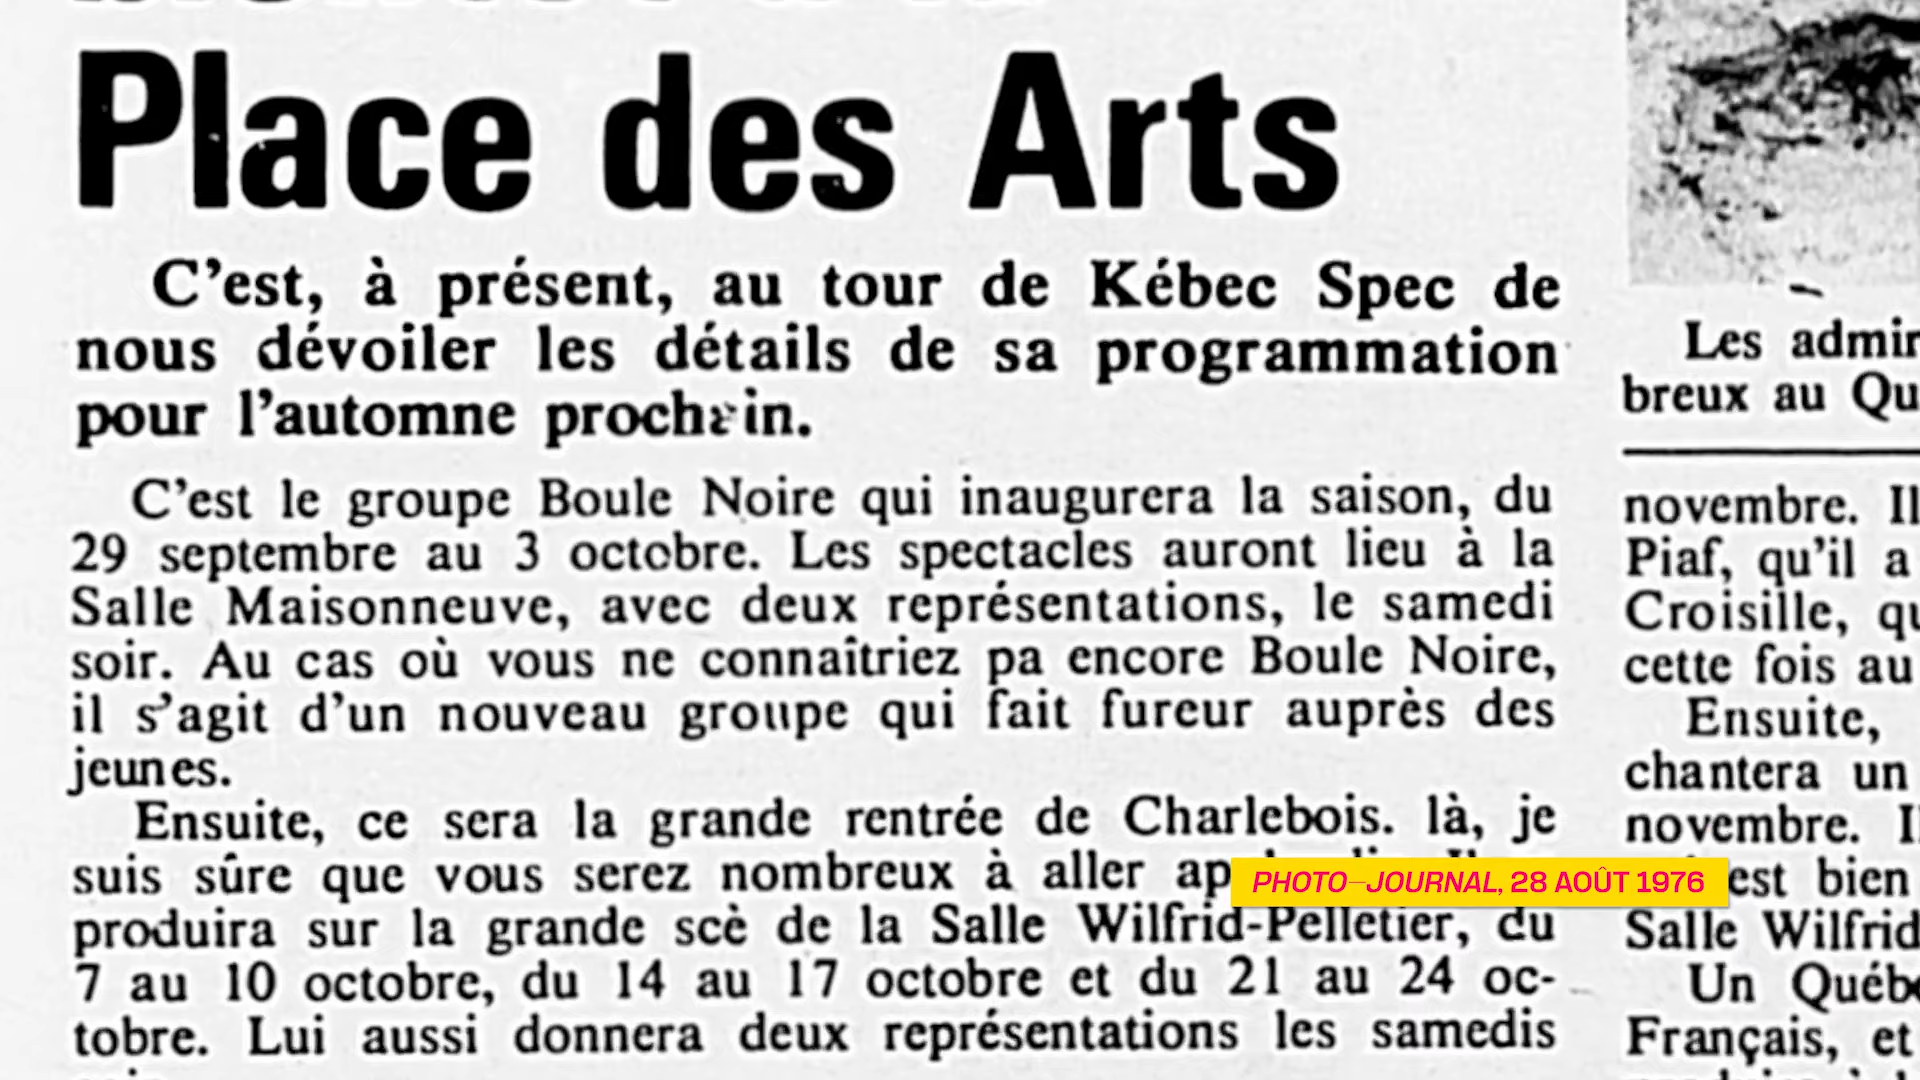 Place des Arts
C'est, à présent, au tour de Kébec Spec de
nous dévoiler les détails de sa programmation
pour l'automne prochain.
C'est le groupe Boule Noire qui inaugurera la saison, du
29 septembre au 3 octobre. Les spectacles auront lieu à la
Salle Maisonneuve, avec deux représentations, le samedi
soir. Au cas où vous ne connaîtriez pa encore Boule Noire,
il s'agit d'un nouveau groupe qui fait fureur auprès des
jeunes.
Ensuite, ce sera la grande rentrée de Charlebois. là, je
suis sûre que vous serez nombreux à aller
produira sur la grande scè de la Salle Wilfrid-Pelletier, du
7 au 10 octobre, du 14 au 17 octobre et du 21 au 24 oc-
tobre. Lui aussi donnera deux représentations les samedis
PHOTO-JOURNAL, 28 AOÛT 1976
Les admir
breux au Qu
novembre. Il
Piaf, qu'il a
Croisille, qu
cette fois au
Ensuite,
chantera un
novembre. Il
est bien
Salle Wilfrid
Un Québe
Français, et